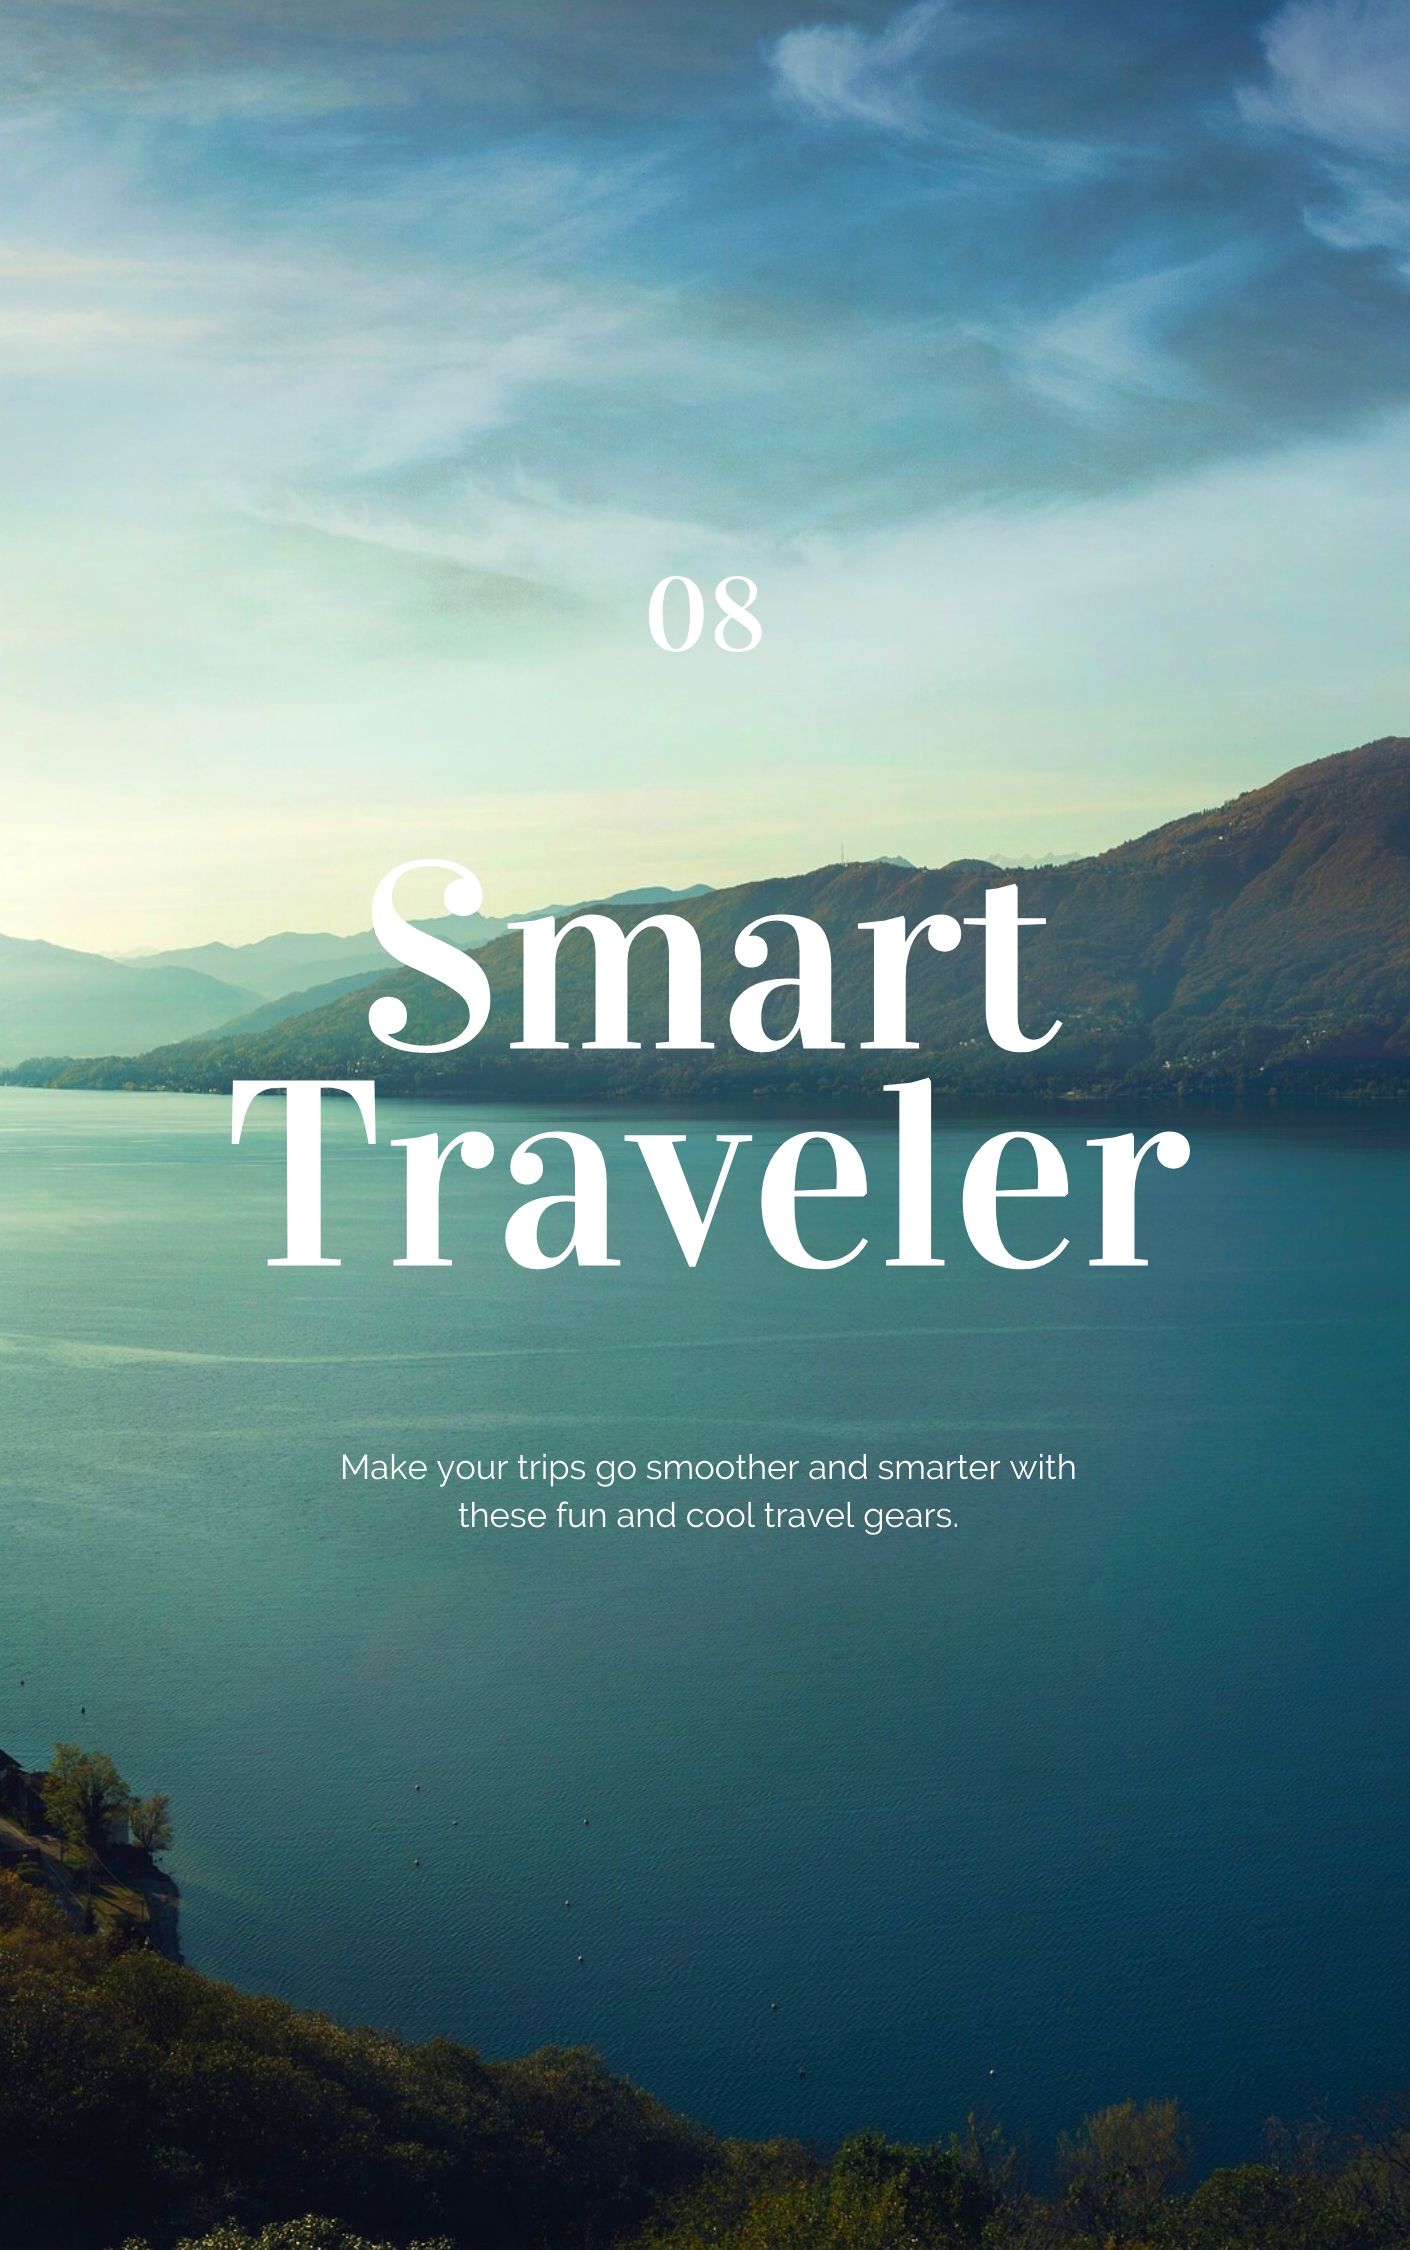 08
Smart
Traveler
Make your trips go smoother and smarter with
these fun and cool travel gears.